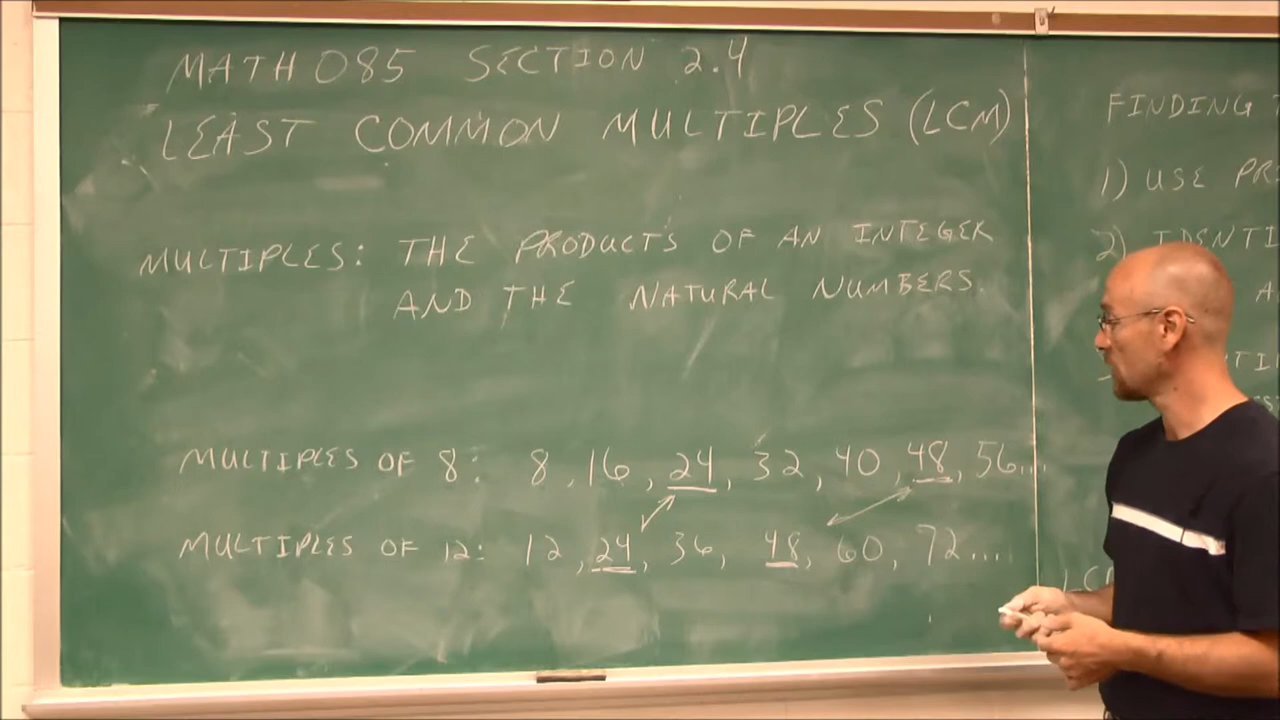 MATH 085 SECTION 2.4
LEAST COMMON MULTIPLES (LCM)
MULTIPLES: THE PRODUCTS OF AN INTEGER
AND THE NATURAL NUMBERS.
MULTIPLES OF 8: 8, 16, 24, 32, 40, 48, 56...
MULTIPLES OF 12: 12, 24, 36, 48, 60, 72....
FINDING
1) USE
2)